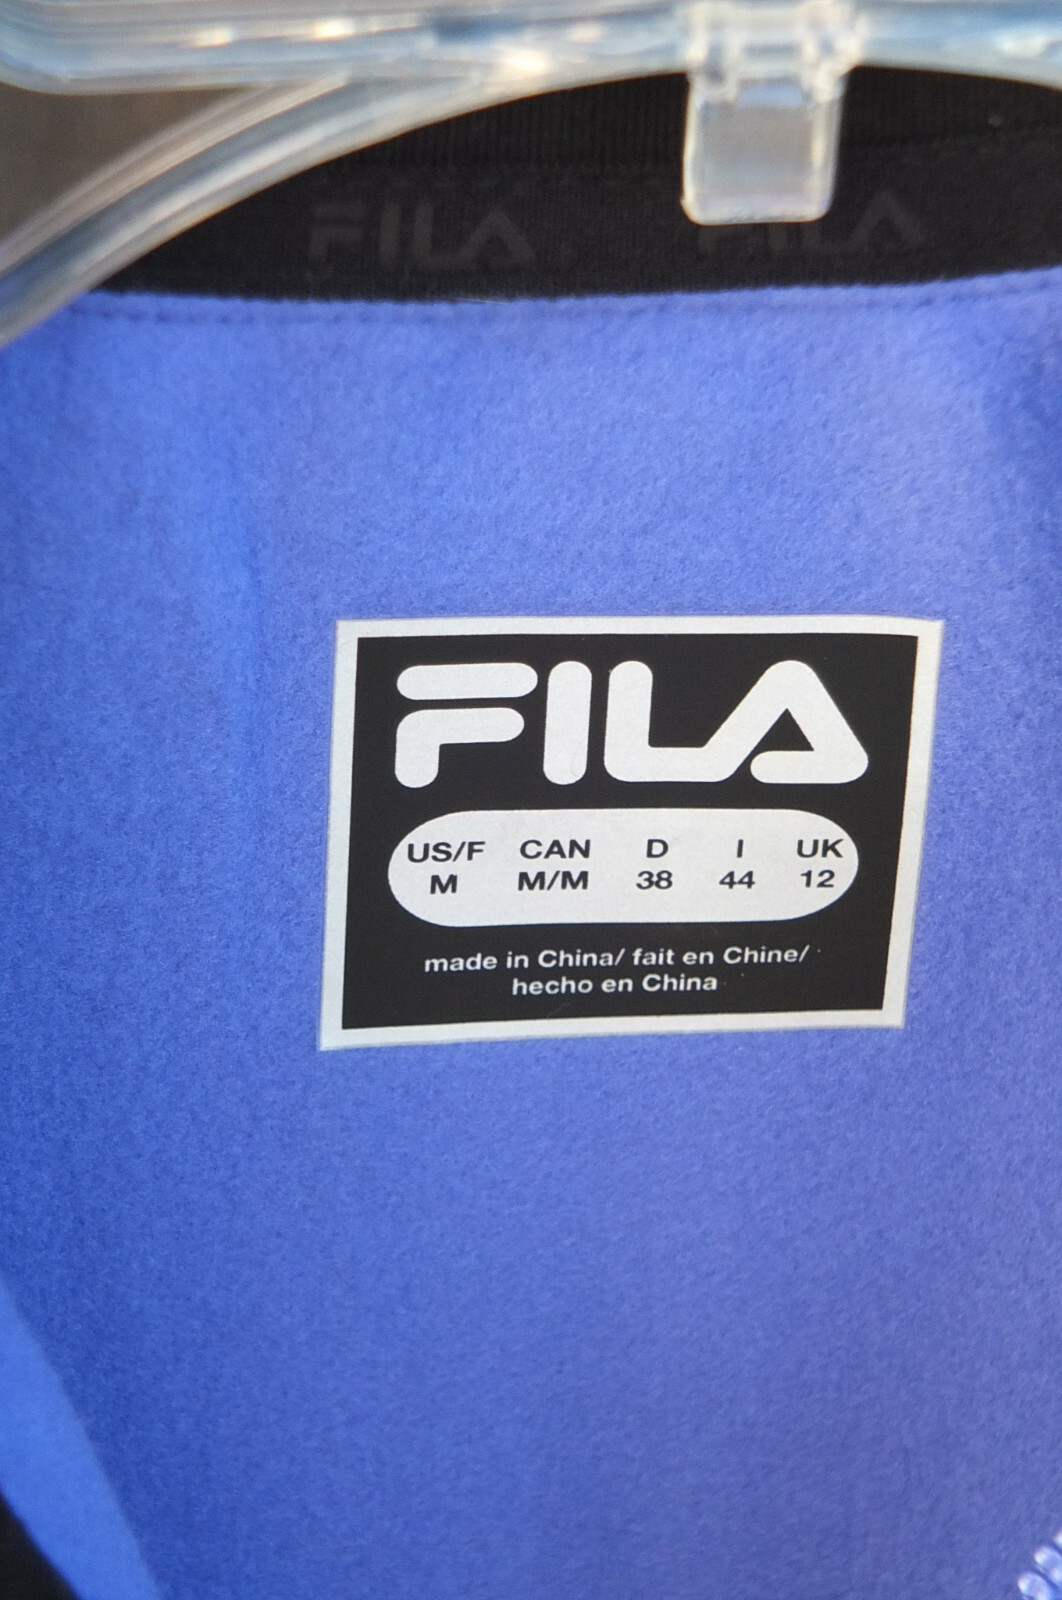 FILA FILA
FILA
US/F CAN D I UK
M M/M 38 44 12
made in China/ fait en Chine/
hecho en China